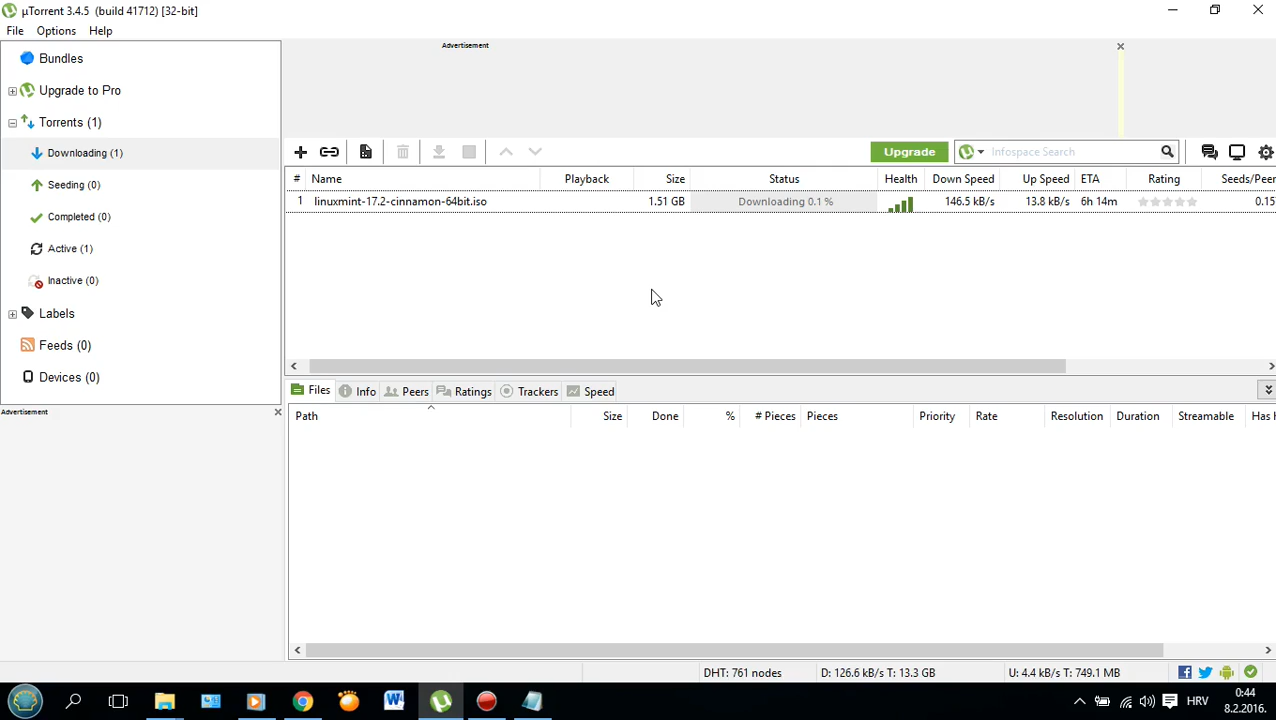 µTorrent 3.4.5 (build 41712) [32-bit]
File Options Help
Advertisement
Bundles
Upgrade to Pro
Torrents (1)
Downloading (1)
Seeding (0)
Completed (0)
Active (1)
Inactive (0)
Labels
Feeds (0)
Devices (0)
Advertisement
Upgrade
Infospace Search
# Name Playback Size Status Health Down Speed Up Speed ETA Rating Seeds/Peer
1 linuxmint-17.2-cinnamon-64bit.iso 1.51 GB Downloading 0.1 % 146.5 kB/s 13.8 kB/s 6h 14m 0.15
Files Info Peers Ratings Trackers Speed
Path Size Done % # Pieces Pieces Priority Rate Resolution Duration Streamable Has
DHT: 761 nodes D: 126.6 kB/s T: 13.3 GB U: 4.4 kB/s T: 749.1 MB
HRV
0:44
8.2.2016.